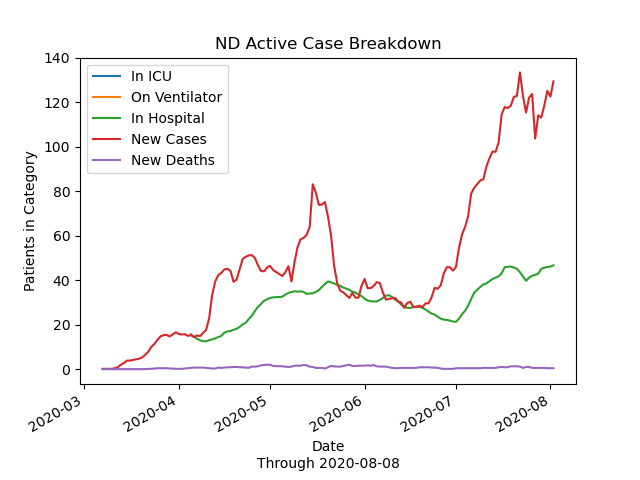 ND Active Case Breakdown
In ICU
On Ventilator
In Hospital
New Cases
New Deaths
Patients in Category
140
120
100
80
60
40
20
0
2020-03
2020-04
2020-05
2020-06
2020-07
2020-08
Date
Through 2020-08-08